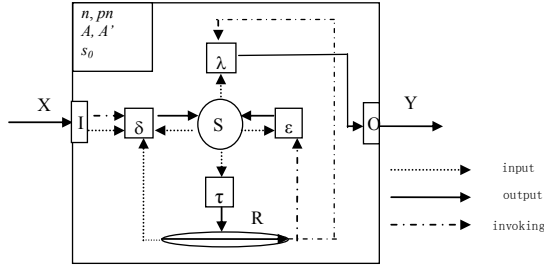 n, pn
A, A'
s₀
λ
X
Y
I
δ
S
ε
O
τ
R
input
output
invoking